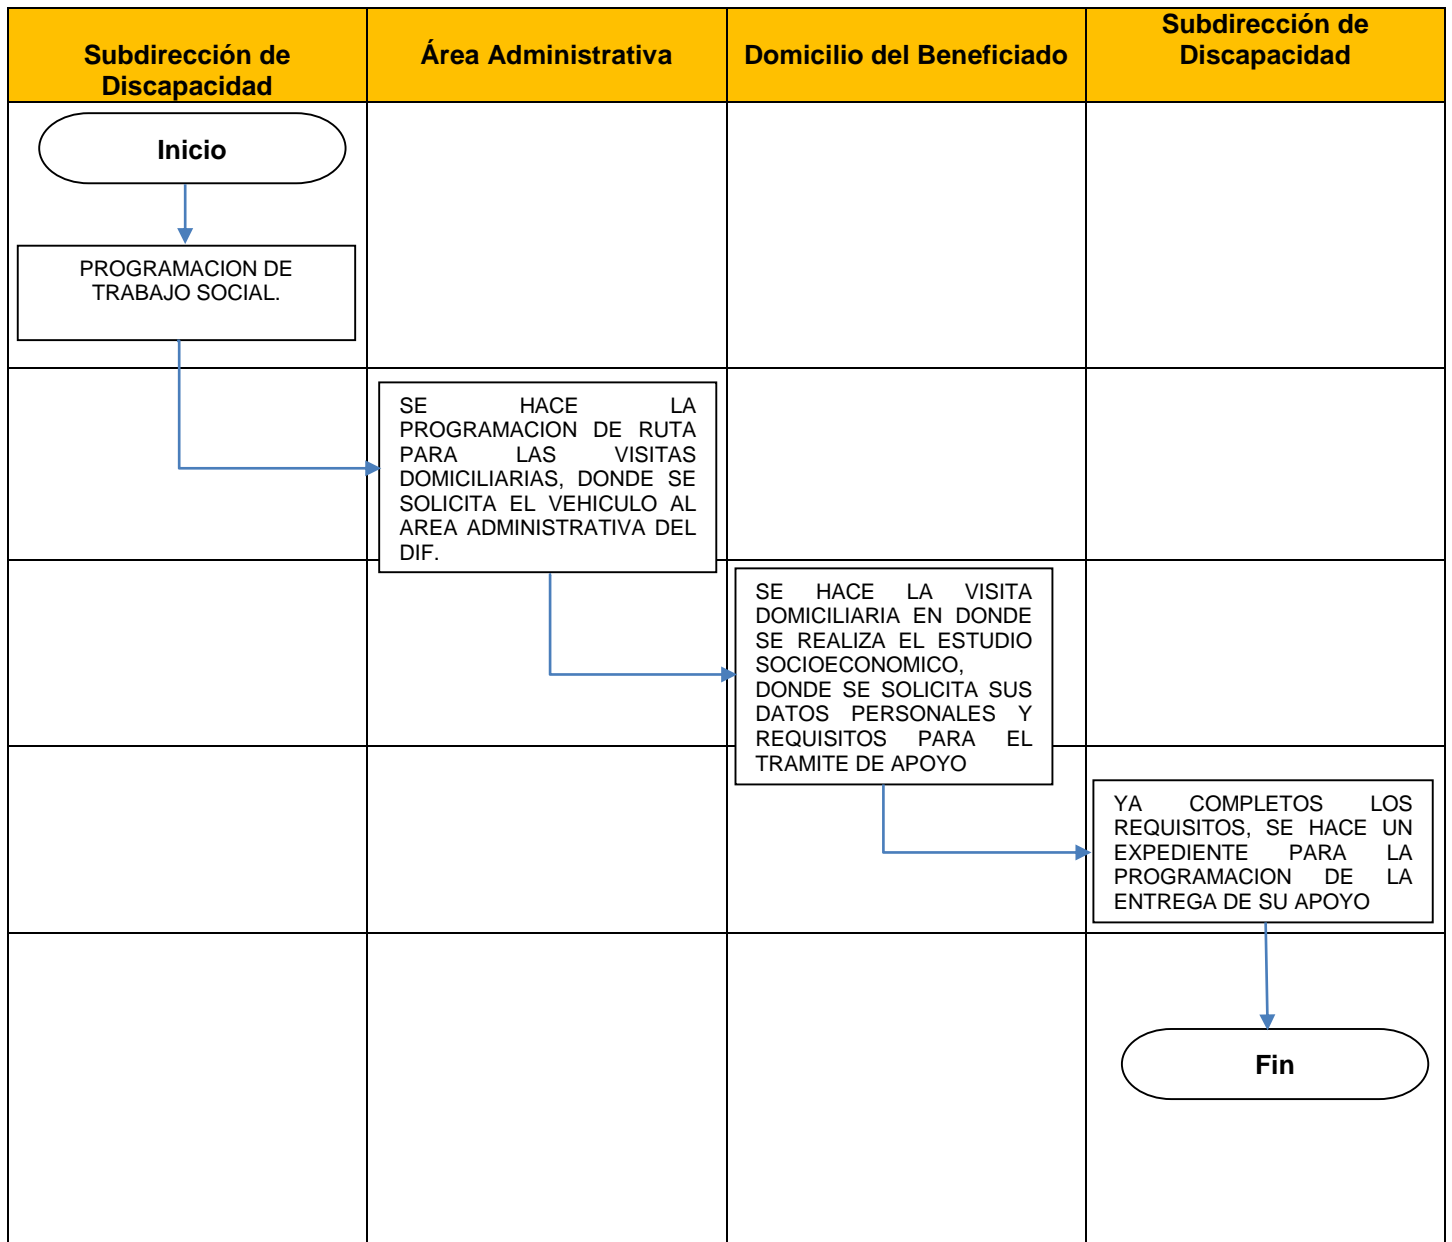 Subdirección de
Discapacidad
Área Administrativa
Domicilio del Beneficiado
Subdirección de
Discapacidad
Inicio
PROGRAMACION DE
TRABAJO SOCIAL.
SE HACE LA
PROGRAMACION DE RUTA
PARA LAS VISITAS
DOMICILIARIAS, DONDE SE
SOLICITA EL VEHICULO AL
AREA ADMINISTRATIVA DEL
DIF.
SE HACE LA VISITA
DOMICILIARIA EN DONDE
SE REALIZA EL ESTUDIO
SOCIOECONOMICO,
DONDE SE SOLICITA SUS
DATOS PERSONALES Y
REQUISITOS PARA EL
TRAMITE DE APOYO
YA COMPLETOS LOS
REQUISITOS, SE HACE UN
EXPEDIENTE PARA LA
PROGRAMACION DE LA
ENTREGA DE SU APOYO
Fin